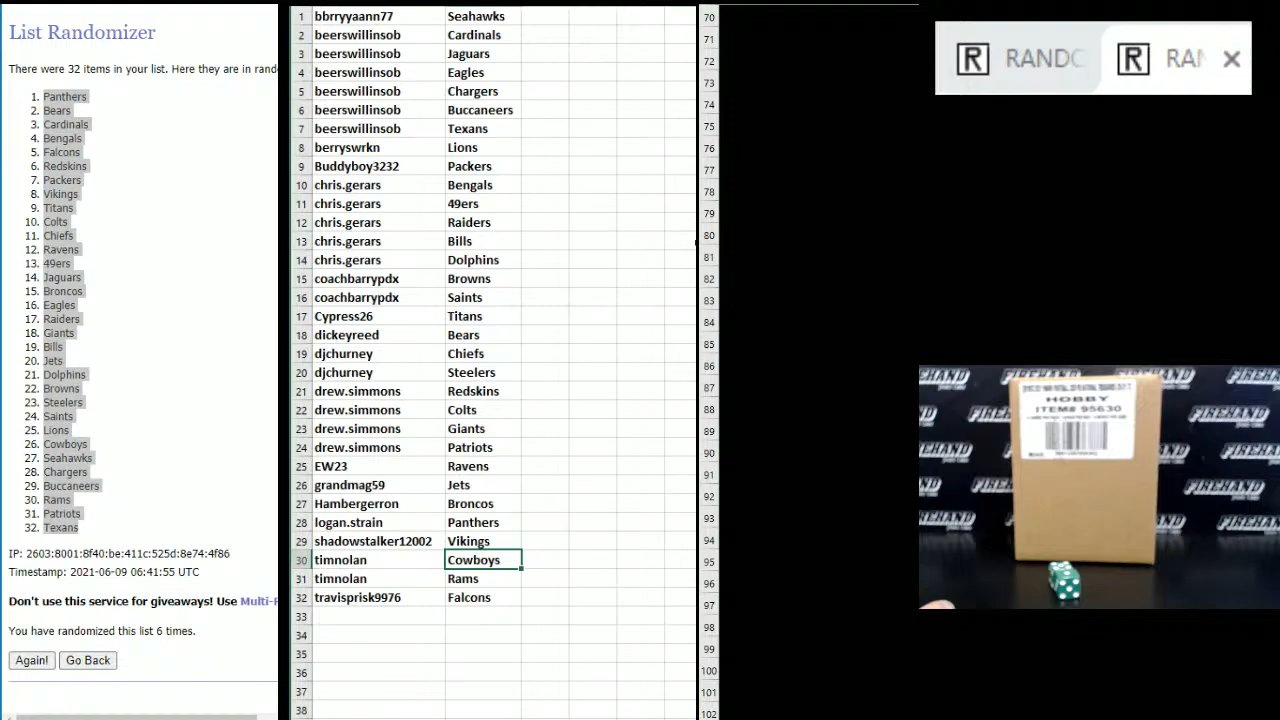 List Randomizer
There were 32 items in your list. Here they are in rand
1. Panthers
2. Bears
3. Cardinals
4. Bengals
5. Falcons
6. Redskins
7. Packers
8. Vikings
9. Titans
10. Colts
11. Chiefs
12. Ravens
13. 49ers
14. Jaguars
15. Broncos
16. Eagles
17. Raiders
18. Giants
19. Bills
20. Jets
21. Dolphins
22. Browns
23. Steelers
24. Saints
25. Lions
26. Cowboys
27. Seahawks
28. Chargers
29. Buccaneers
30. Rams
31. Patriots
32. Texans
IP: 2603:8001:8f40:be:411c:525d:8e74:4f86
Timestamp: 2021-06-09 06:41:55 UTC
Don't use this service for giveaways! Use Multi-
You have randomized this list 6 times.
Again! Go Back
1 bbrryyaann77 Seahawks
2 beerswillinsob Cardinals
3 beerswillinsob Jaguars
4 beerswillinsob Eagles
5 beerswillinsob Chargers
6 beerswillinsob Buccaneers
7 beerswillinsob Texans
8 berryswrkn Lions
9 Buddyboy3232 Packers
10 chris.gerars Bengals
11 chris.gerars 49ers
12 chris.gerars Raiders
13 chris.gerars Bills
14 chris.gerars Dolphins
15 coachbarrypdx Browns
16 coachbarrypdx Saints
17 Cypress26 Titans
18 dickeyreed Bears
19 djchurney Chiefs
20 djchurney Steelers
21 drew.simmons Redskins
22 drew.simmons Colts
23 drew.simmons Giants
24 drew.simmons Patriots
25 EW23 Ravens
26 grandmag59 Jets
27 Hambergerron Broncos
28 logan.strain Panthers
29 shadowstalker12002 Vikings
30 timnolan Cowboys
31 timnolan Rams
32 travisprisk9976 Falcons
33
34
35
36
37
38
70
71
72
73
74
75
76
77
78
79
80
81
82
83
84
85
86
87
88
89
90
91
92
93
94
95
96
97
98
99
100
101
102
R RANDO R RAN
HOBBY
ITEM# 95630
FIREHAND